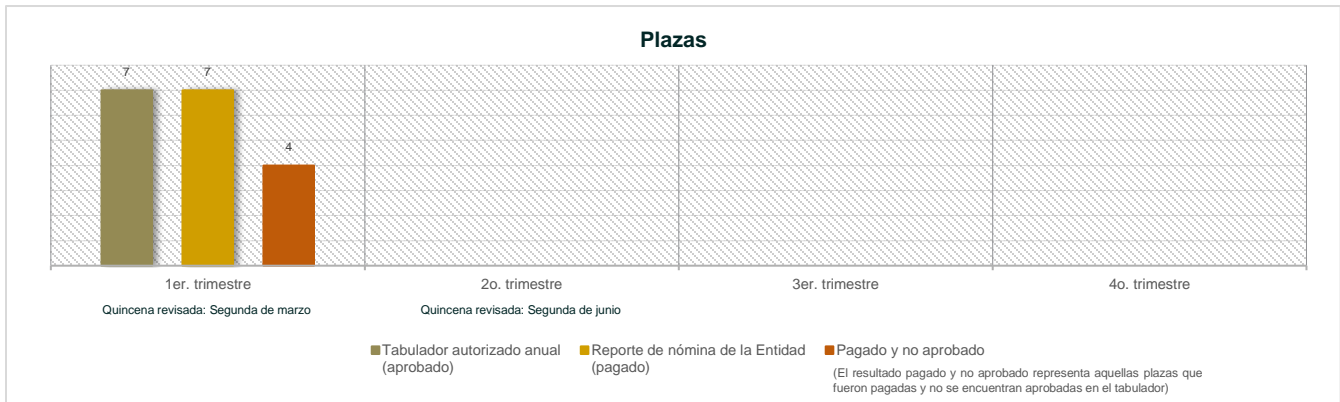 Plazas
7
7
4
1er. trimestre
2o. trimestre
3er. trimestre
4o. trimestre
Quincena revisada: Segunda de marzo
Quincena revisada: Segunda de junio
Tabulador autorizado anual
(aprobado)
Reporte de nómina de la Entidad
(pagado)
Pagado y no aprobado
(El resultado pagado y no aprobado representa aquellas plazas que
fueron pagadas y no se encuentran aprobadas en el tabulador)